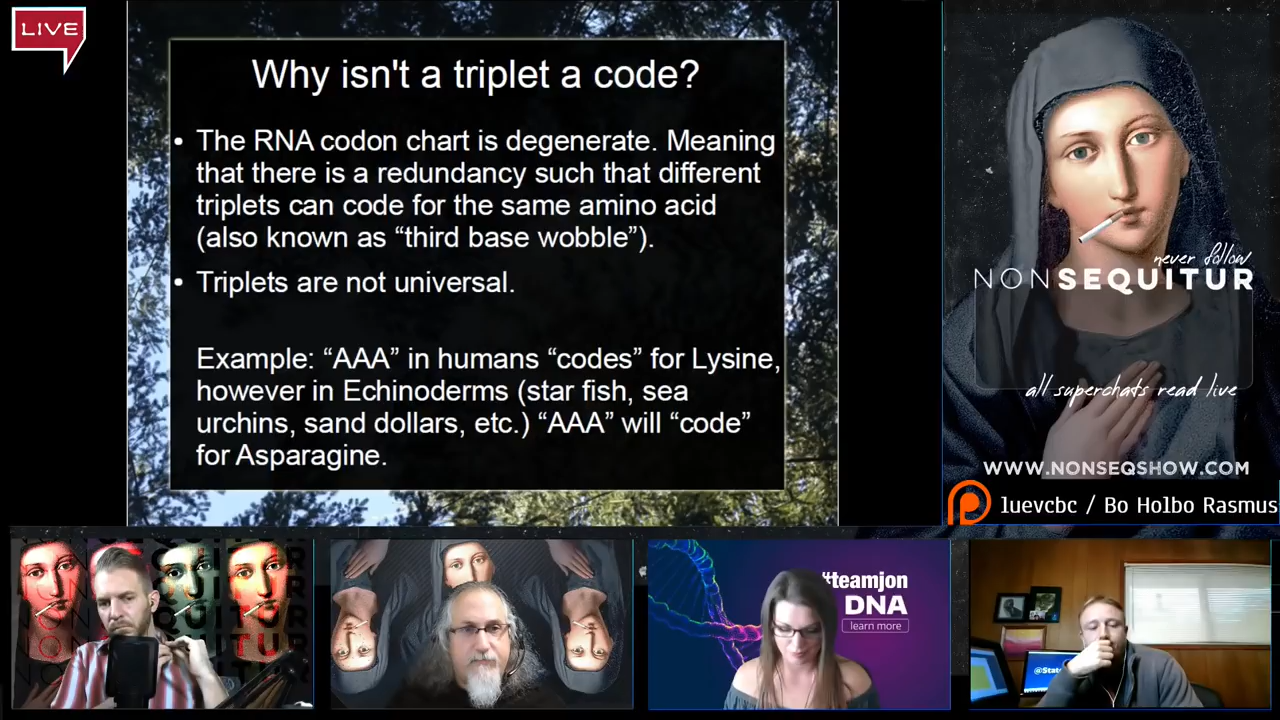 LIVE
Why isn't a triplet a code?
• The RNA codon chart is degenerate. Meaning
that there is a redundancy such that different
triplets can code for the same amino acid
(also known as “third base wobble”).
• Triplets are not universal.
Example: “AAA” in humans “codes” for Lysine,
however in Echinoderms (star fish, sea
urchins, sand dollars, etc.) “AAA” will “code”
for Asparagine.
never follow
NONSEQUITUR
all superchats read live
WWW.NONSEQSHOW.COM
luevcbc / Bo Holbo Rasmus
#teamjon
DNA
learn more